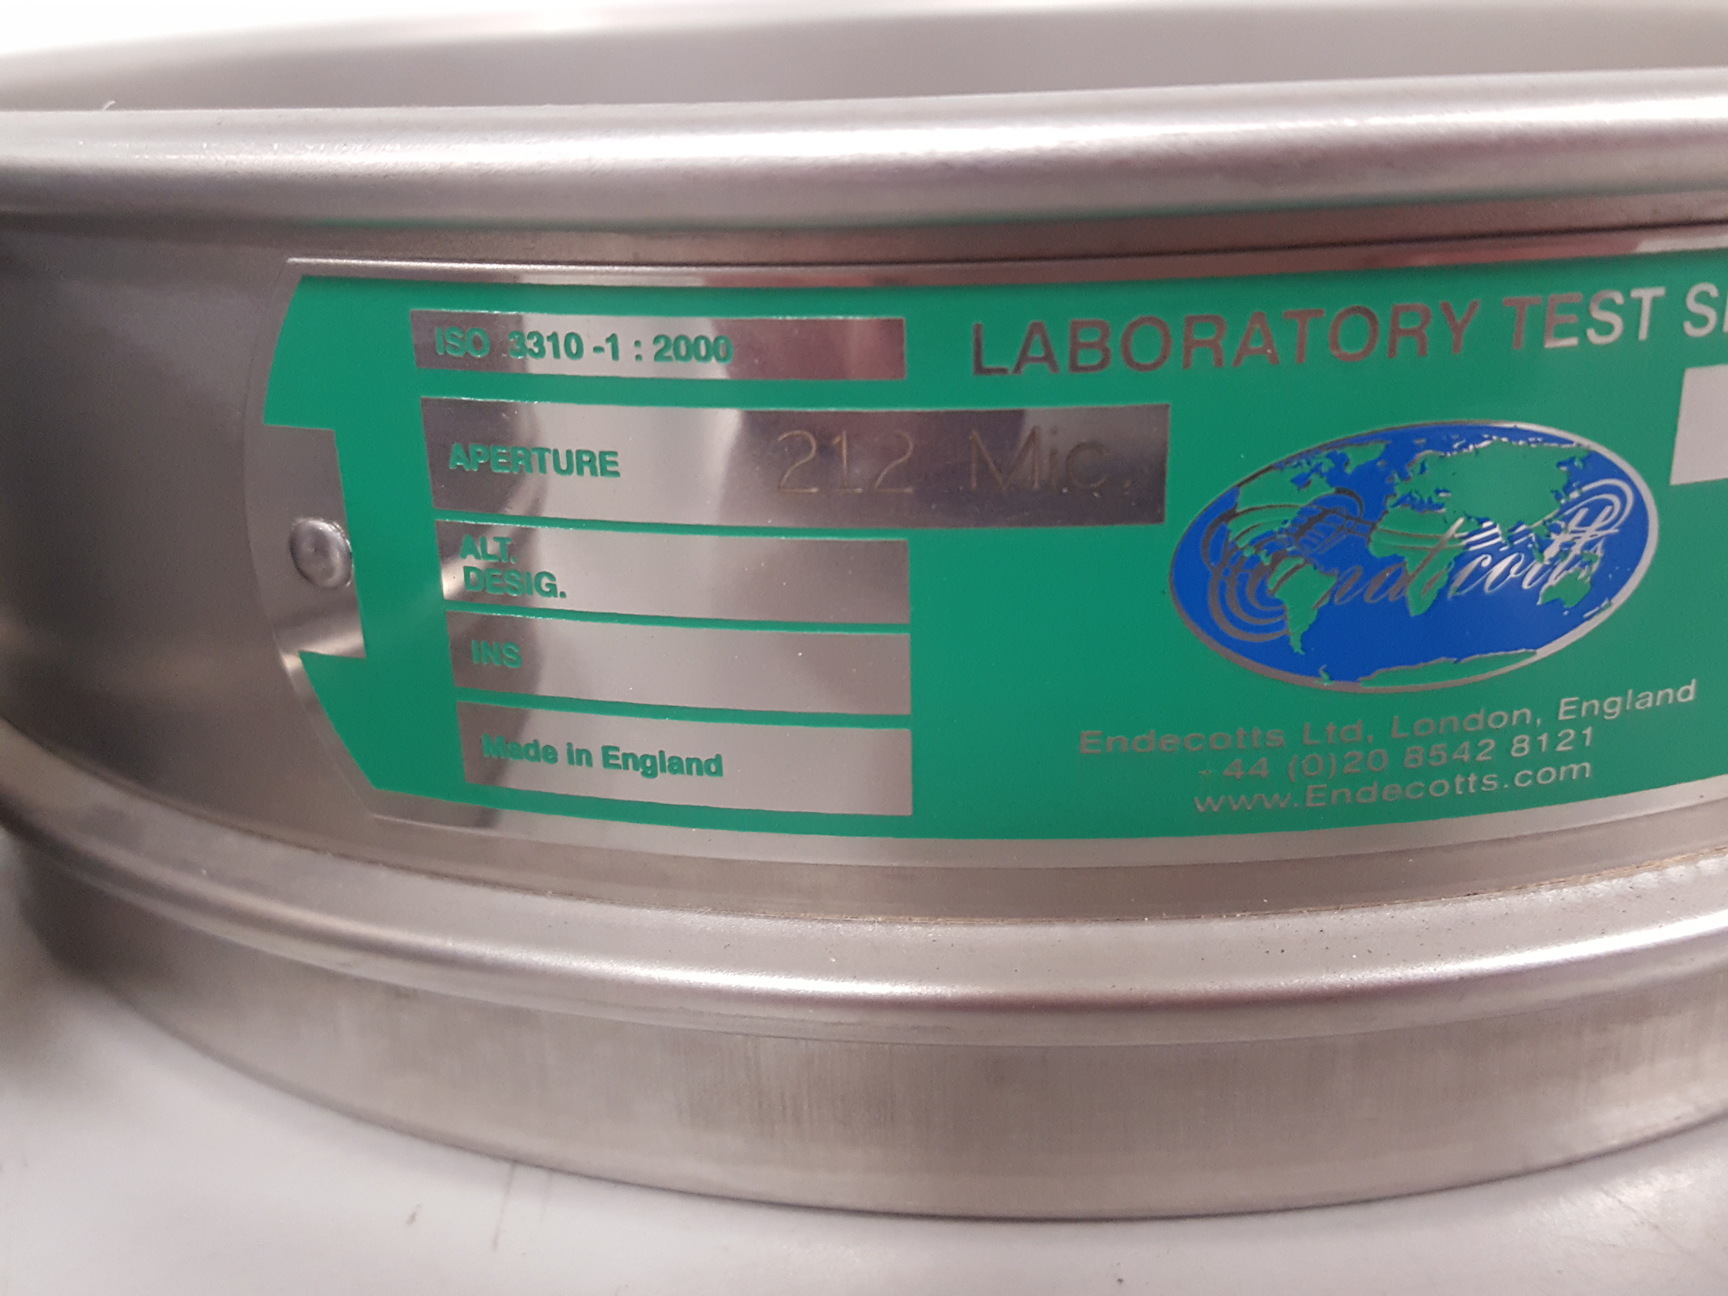 ISO 3310-1 : 2000
LABORATORY TEST
APERTURE 212 Mic.
ALT.
DESIG.
INS
Made in England
Endecotts
Endecotts Ltd, London, England
+44 (0)20 8542 8121
www.Endecotts.com